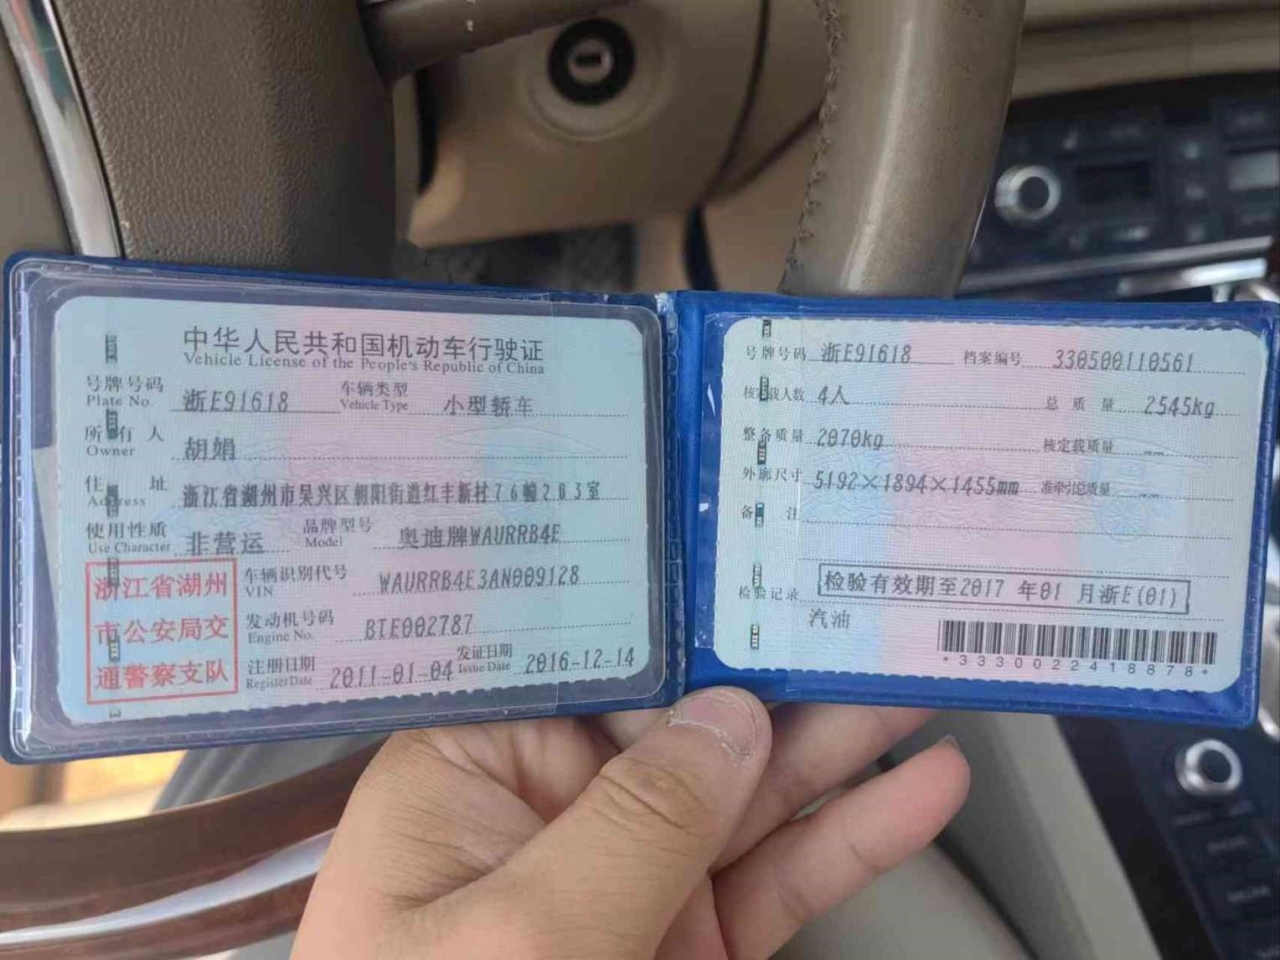 中华人民共和国机动车行驶证
Vehicle License of the People's Republic of China
号牌号码 浙E91618 车辆类型 小型轿车
Plate No. Vehicle Type
所有人 胡娟
Owner
住址 浙江省湖州市吴兴区朝阳街道红丰新村76幢203室
Address
使用性质 非营运 品牌型号 奥迪牌WAURRB4E
Use Character Model
浙江省湖州
市公安局交
通警察支队
车辆识别代号 WAURRB4E3AN009128
VIN
发动机号码 BTE002787
Engine No.
注册日期 2011-01-04 发证日期 2016-12-14
Register Date Issue Date
号牌号码 浙E91618 档案编号 330500110561
核定载人数 4人 总质量 2545kg
整备质量 2070kg 核定载质量 --
外廓尺寸 5192×1894×1455mm 准牵引总质量 --
备注
检验记录 检验有效期至2017年01月浙E(01)
汽油
*3330022418878*